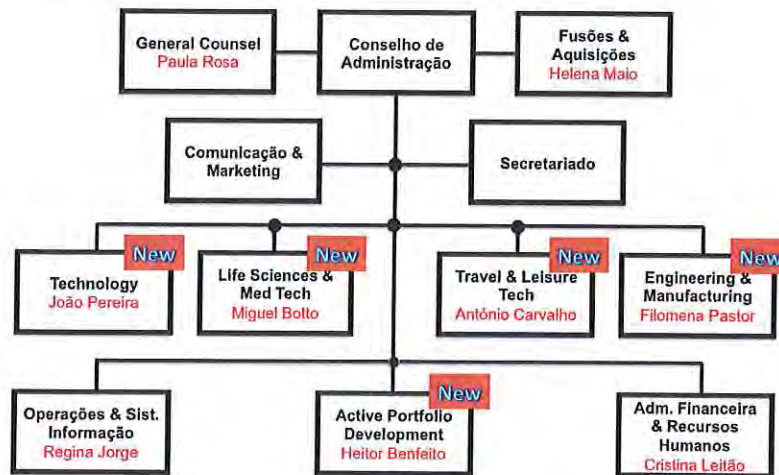 General Counsel
Paula Rosa
Conselho de
Administração
Fusões &
Aquisições
Helena Maio
Comunicação &
Marketing
Secretariado
New
Technology
João Pereira
New
Life Sciences &
Med Tech
Miguel Botto
New
Travel & Leisure
Tech
António Carvalho
New
Engineering &
Manufacturing
Filomena Pastor
Operações & Sist.
Informação
Regina Jorge
New
Active Portfolio
Development
Heitor Benfeito
Adm. Financeira
& Recursos
Humanos
Cristina Leitão